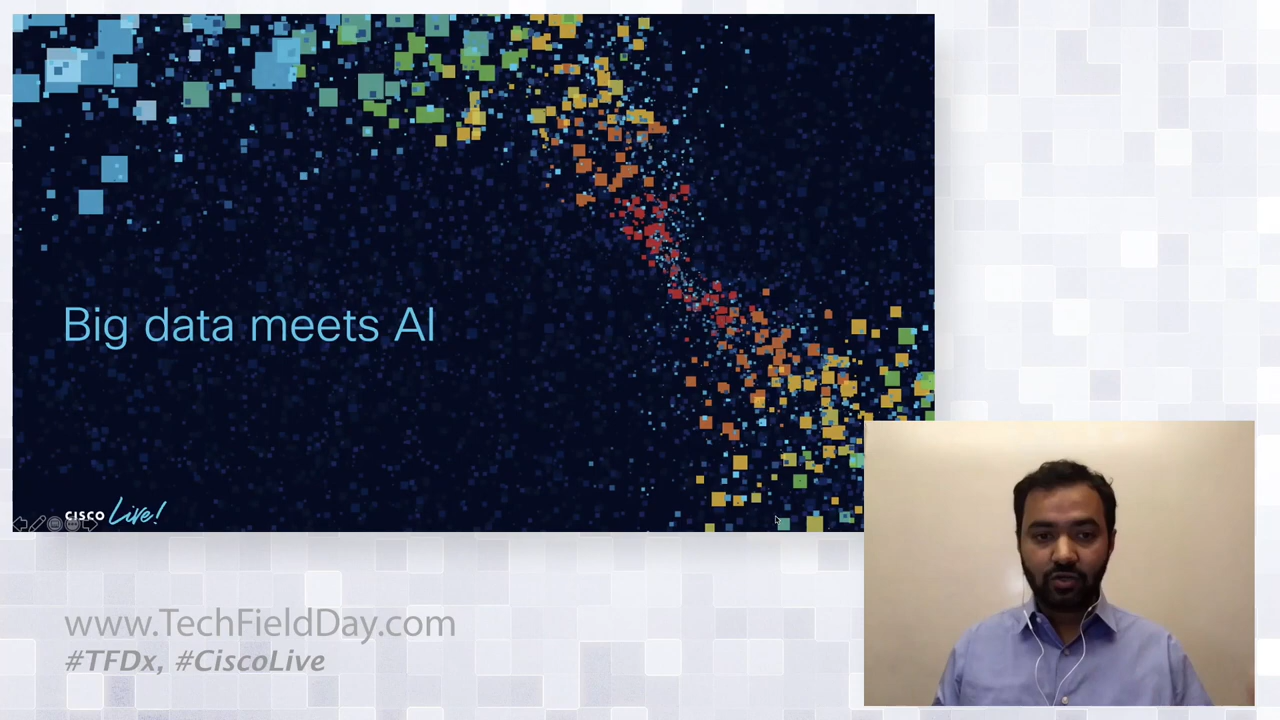 Big data meets AI
CISCO Live!
www.TechFieldDay.com
#TFDx, #CiscoLive